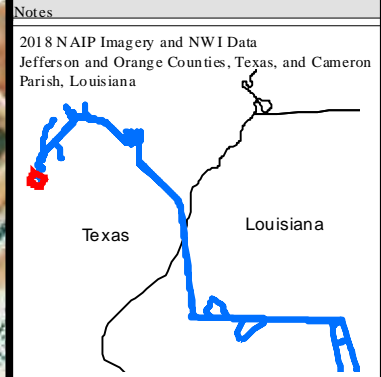 Notes
2018 NAIP Imagery and NWI Data
Jefferson and Orange Counties, Texas, and Cameron
Parish, Louisiana
Louisiana
Texas